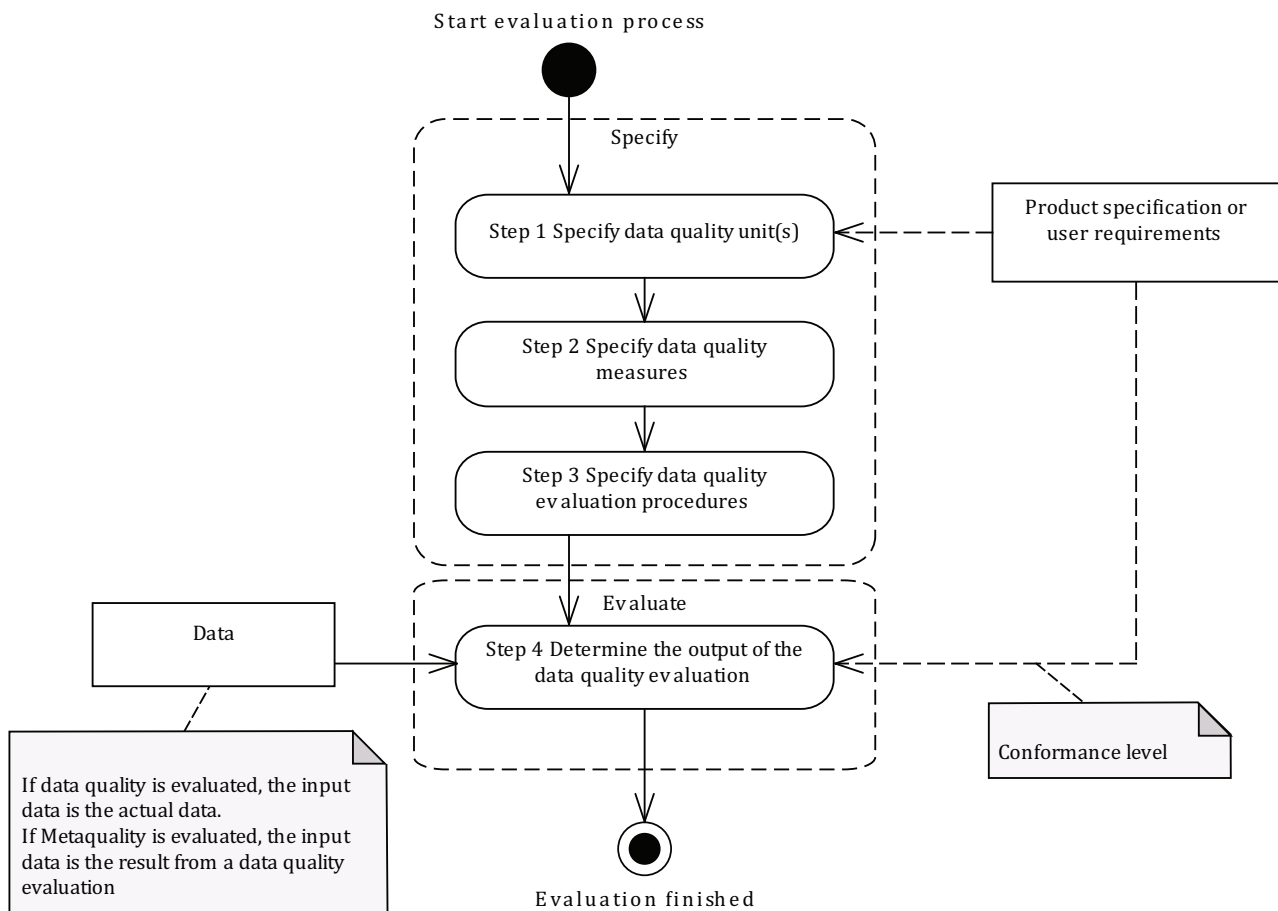 Start evaluation process
Specify
Step 1 Specify data quality unit(s)
Product specification or
user requirements
Step 2 Specify data quality
measures
Step 3 Specify data quality
evaluation procedures
Evaluate
Data
Step 4 Determine the output of the
data quality evaluation
Conformance level
If data quality is evaluated, the input
data is the actual data.
If Metaquality is evaluated, the input
data is the result from a data quality
evaluation
Evaluation finished